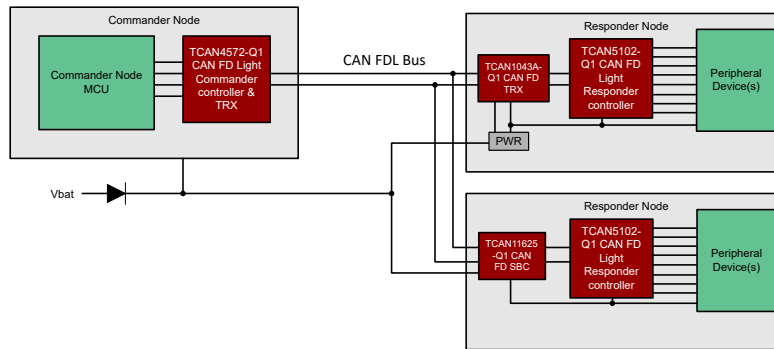 Commander Node
Commander Node
MCU
TCAN4572-Q1
CAN FD Light
Commander
controller &
TRX
CAN FDL Bus
Vbat
Responder Node
TCAN1043A-
Q1 CAN FD
TRX
PWR
TCAN5102-
Q1 CAN FD
Light
Responder
controller
Peripheral
Device(s)
Responder Node
TCAN11625
-Q1 CAN
FD SBC
TCAN5102-
Q1 CAN FD
Light
Responder
controller
Peripheral
Device(s)